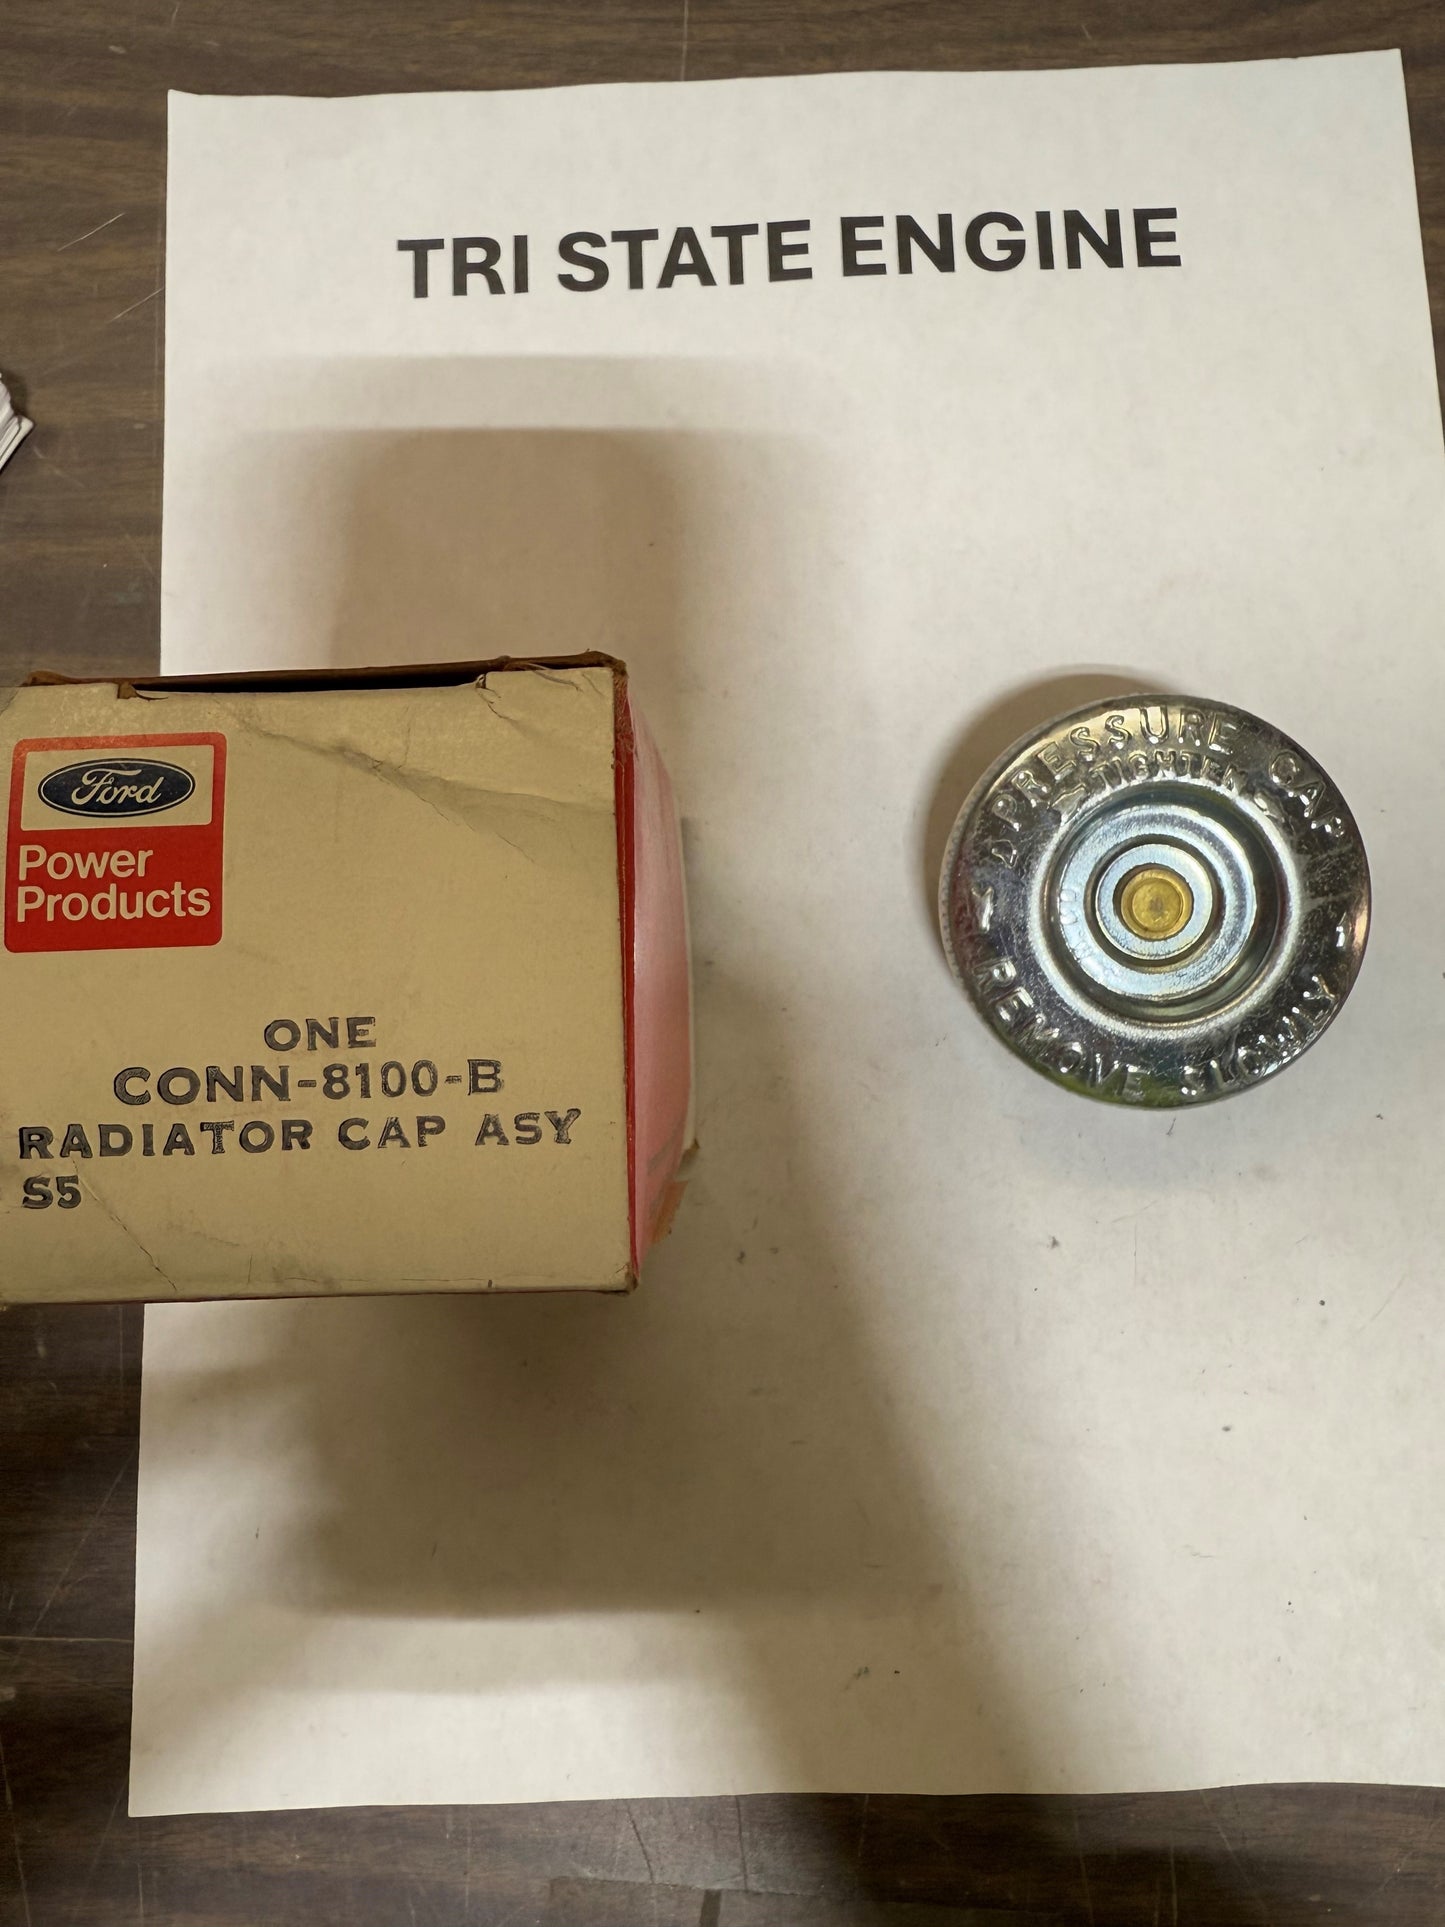 TRI STATE ENGINE
Ford
Power
Products
ONE
CONN-8100-B
RADIATOR CAP ASY
S5
PRESSURE CAP
TIGHTEN
REMOVE SLOWLY